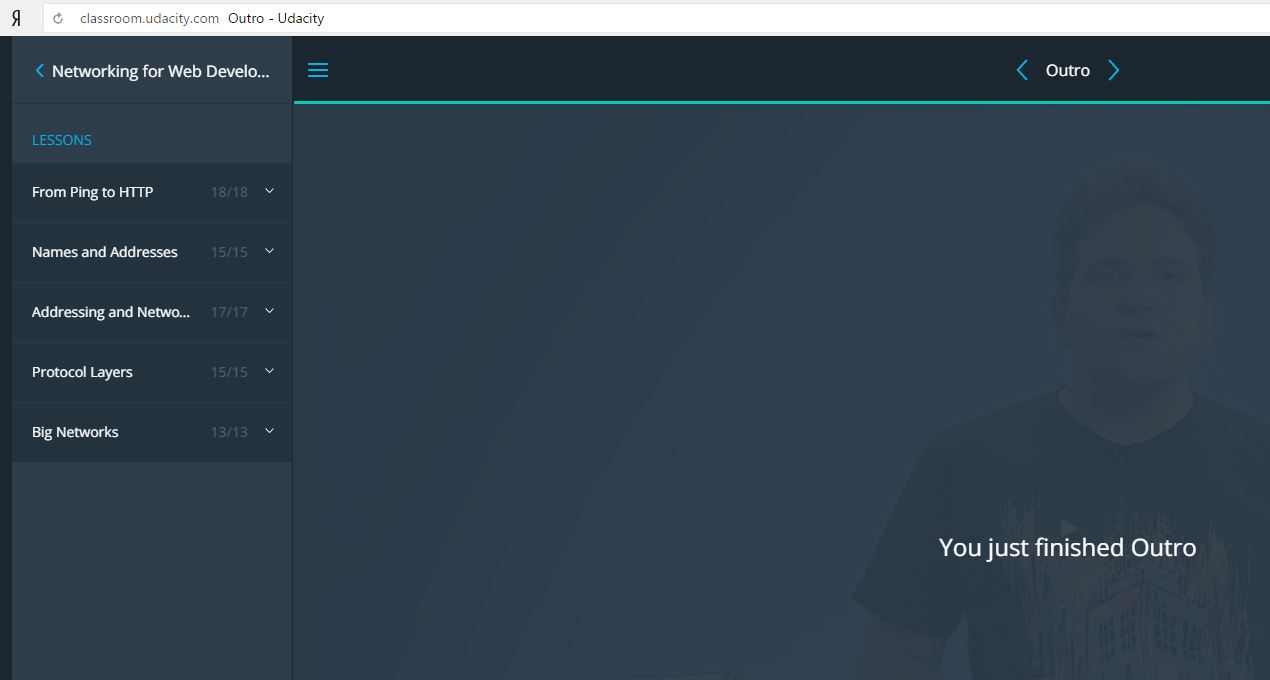 Я classroom.udacity.com Outro - Udacity
Networking for Web Develo...
Outro
LESSONS
From Ping to HTTP 18/18
Names and Addresses 15/15
Addressing and Netwo... 17/17
Protocol Layers 15/15
Big Networks 13/13
You just finished Outro